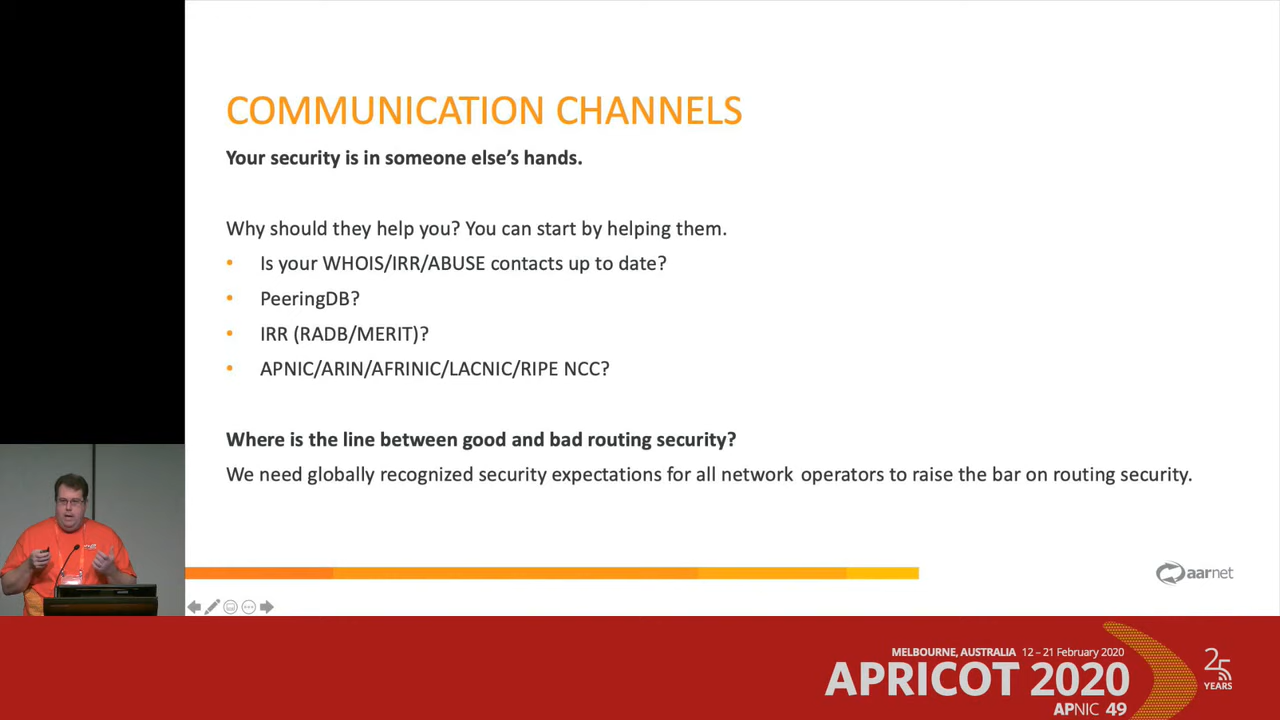 COMMUNICATION CHANNELS
Your security is in someone else's hands.
Why should they help you? You can start by helping them.
• Is your WHOIS/IRR/ABUSE contacts up to date?
• PeeringDB?
• IRR (RADB/MERIT)?
• APNIC/ARIN/AFRINIC/LACNIC/RIPE NCC?
Where is the line between good and bad routing security?
We need globally recognized security expectations for all network operators to raise the bar on routing security.
aarnet
MELBOURNE, AUSTRALIA 12 – 21 February 2020
APRICOT 2020
APNIC 49
25
YEARS